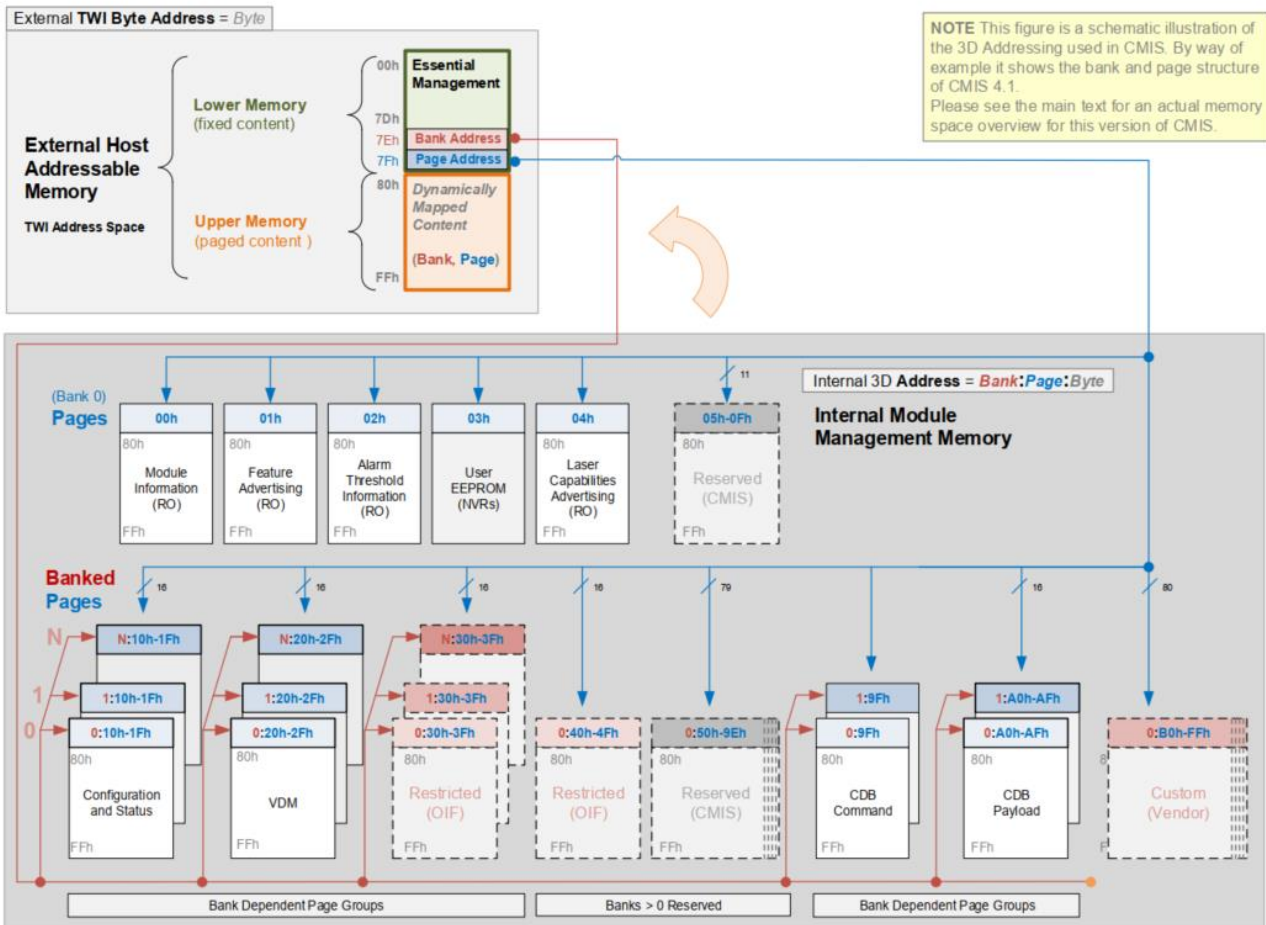 External TWI Byte Address = Byte
NOTE This figure is a schematic illustration of
the 3D Addressing used in CMIS. By way of
example it shows the bank and page structure
of CMIS 4.1.
Please see the main text for an actual memory
space overview for this version of CMIS.
External Host
Addressable
Memory
TWI Address Space
Lower Memory
(fixed content)
Upper Memory
(paged content )
00h
7Dh
7Eh
7Fh
80h
FFh
Essential
Management
Bank Address
Page Address
Dynamically
Mapped
Content
(Bank, Page)
Internal 3D Address = Bank:Page:Byte
Internal Module
Management Memory
(Bank 0)
Pages
00h
80h
Module
Information
(RO)
FFh
01h
80h
Feature
Advertising
(RO)
FFh
02h
80h
Alarm
Threshold
Information
(RO)
FFh
03h
User
EEPROM
(NVRs)
04h
80h
Laser
Capabilities
Advertising
(RO)
FFh
11
05h-0Fh
80h
Reserved
(CMIS)
FFh
Banked
Pages
N
1
0
16
N:10h-1Fh
1:10h-1Fh
0:10h-1Fh
80h
Configuration
and Status
FFh
16
N:20h-2Fh
1:20h-2Fh
0:20h-2Fh
80h
VDM
FFh
16
N:30h-3Fh
1:30h-3Fh
0:30h-3Fh
80h
Restricted
(OIF)
FFh
16
0:40h-4Fh
80h
Restricted
(OIF)
FFh
79
0:50h-9Eh
80h
Reserved
(CMIS)
FFh
1:9Fh
0:9Fh
80h
CDB
Command
FFh
16
1:A0h-AFh
0:A0h-AFh
80h
CDB
Payload
FFh
80
0:B0h-FFh
8
Custom
(Vendor)
F
Bank Dependent Page Groups
Banks > 0 Reserved
Bank Dependent Page Groups